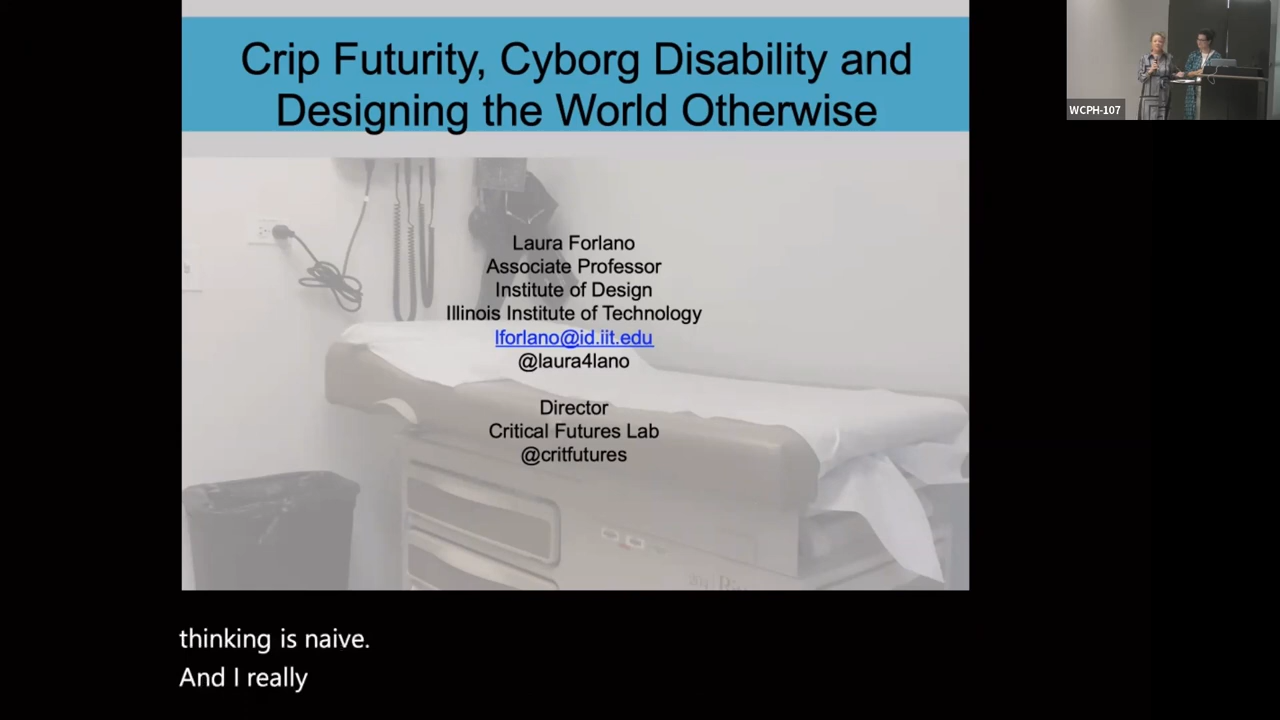 Crip Futurity, Cyborg Disability and
Designing the World Otherwise
Laura Forlano
Associate Professor
Institute of Design
Illinois Institute of Technology
lforlano@id.iit.edu
@laura4lano
Director
Critical Futures Lab
@critfutures
WCPH-107
thinking is naive.
And I really